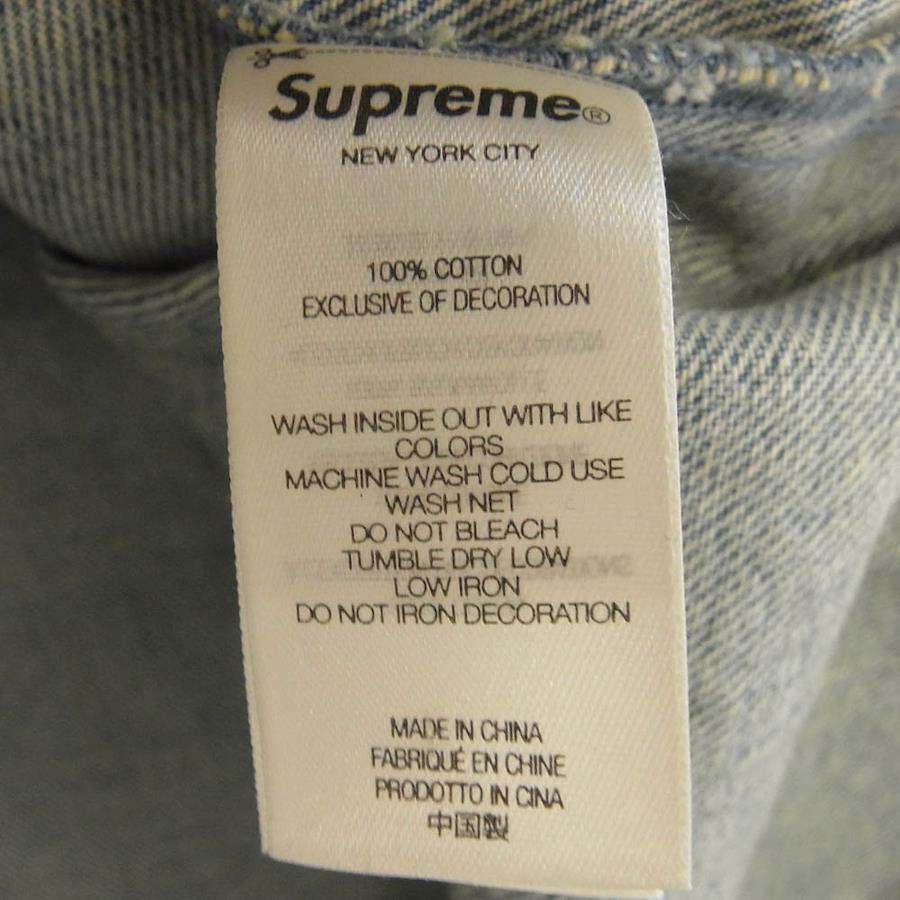 Supreme®
NEW YORK CITY
100% COTTON
EXCLUSIVE OF DECORATION
WASH INSIDE OUT WITH LIKE
COLORS
MACHINE WASH COLD USE
WASH NET
DO NOT BLEACH
TUMBLE DRY LOW
LOW IRON
DO NOT IRON DECORATION
MADE IN CHINA
FABRIQUÉ EN CHINE
PRODOTTO IN CINA
中国製